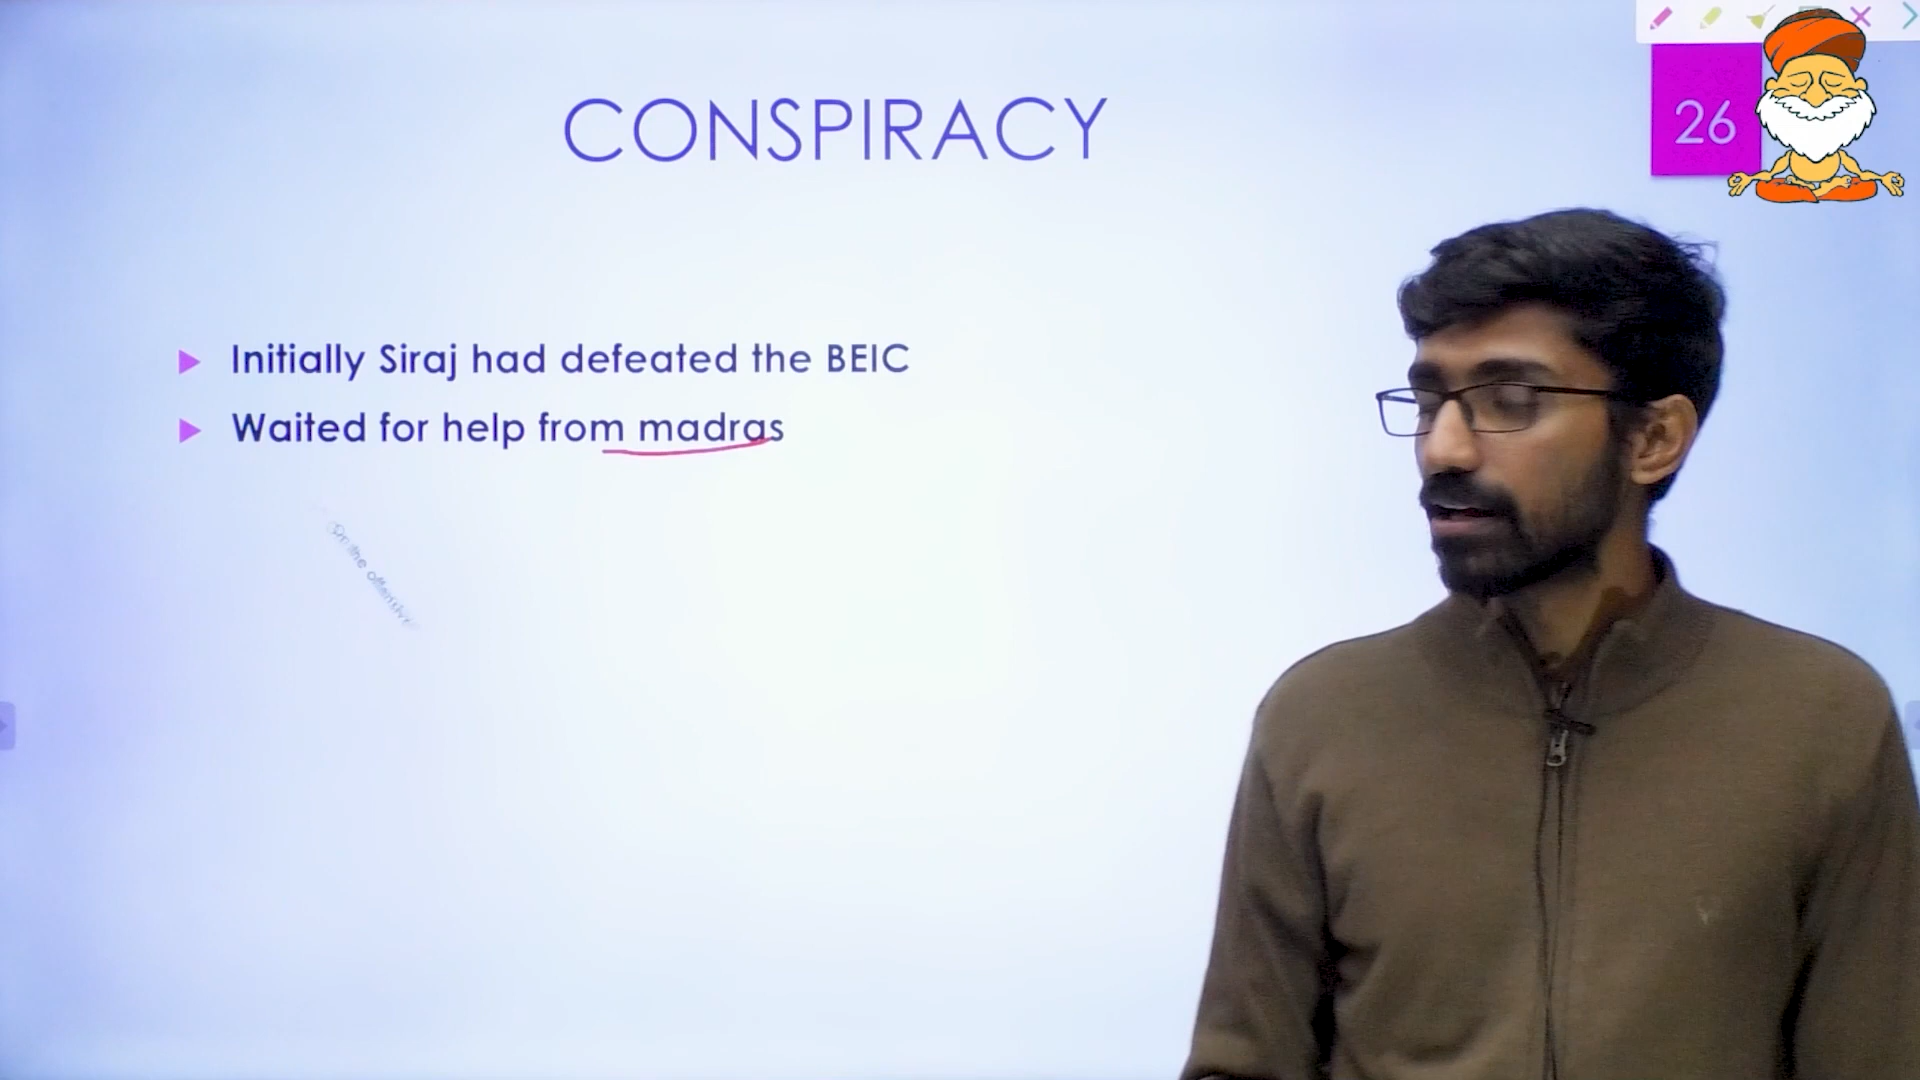 CONSPIRACY
26
Initially Siraj had defeated the BEIC
Waited for help from madras